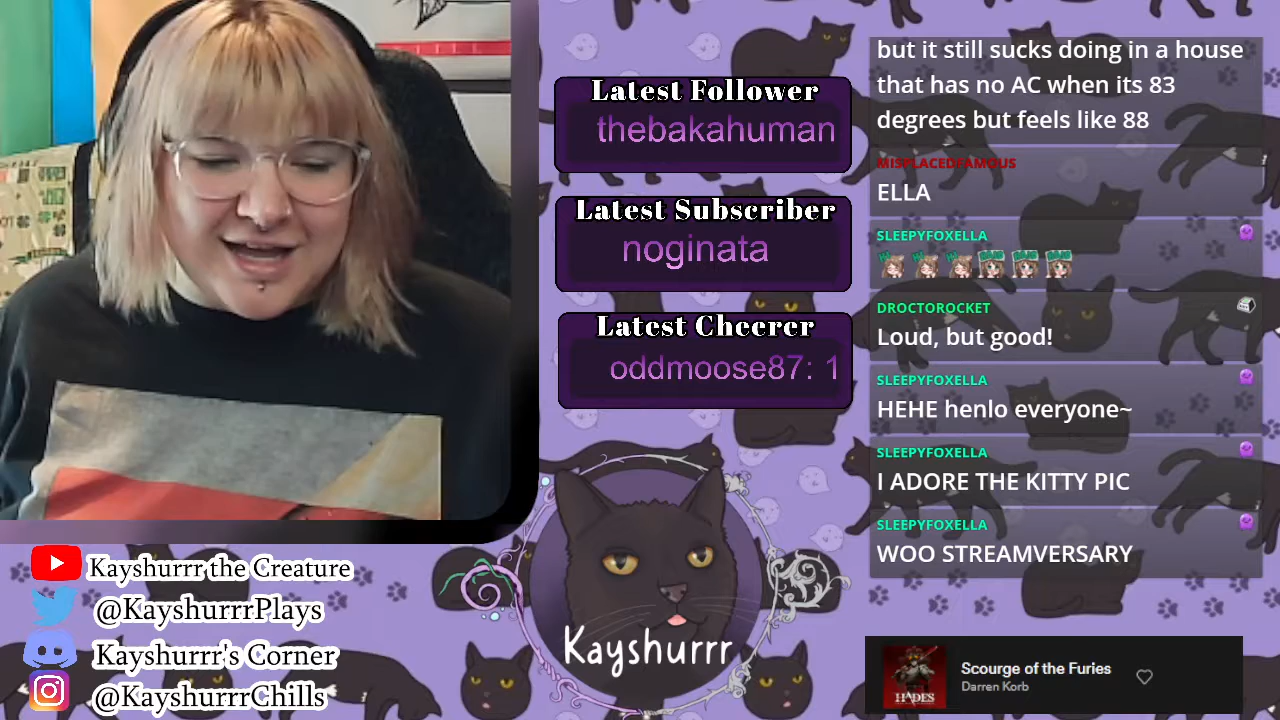 Latest Follower
thebakahuman
Latest Subscriber
noginata
Latest Cheerer
oddmoose87: 1
but it still sucks doing in a house
that has no AC when its 83
degrees but feels like 88
MISPLACEDFAMOUS
ELLA
SLEEPYFOXELLA
DROCTOROCKET
Loud, but good!
SLEEPYFOXELLA
HEHE henlo everyone~
SLEEPYFOXELLA
I ADORE THE KITTY PIC
SLEEPYFOXELLA
WOO STREAMVERSARY
Kayshurrr the Creature
@KayshurrrPlays
Kayshurrr's Corner
@KayshurrrChills
Kayshurrr
HADES
Scourge of the Furies
Darren Korb